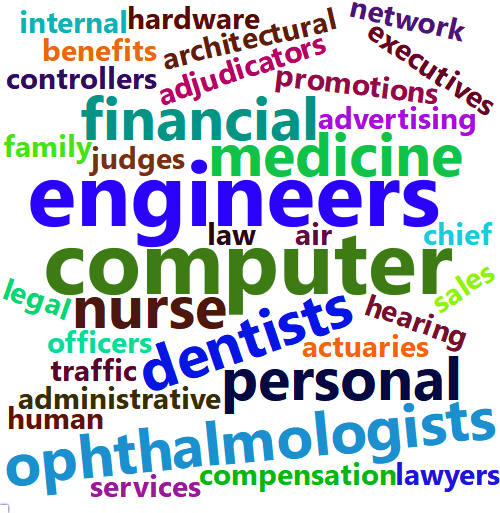 internal
hardware
network
benefits
architectural
executives
controllers
adjudicators
promotions
financial
advertising
family
judges
medicine
engineers
law
air
chief
computer
legal
nurse
sales
hearing
dentists
officers
actuaries
traffic
personal
administrative
human
ophthalmologists
services
compensation
lawyers